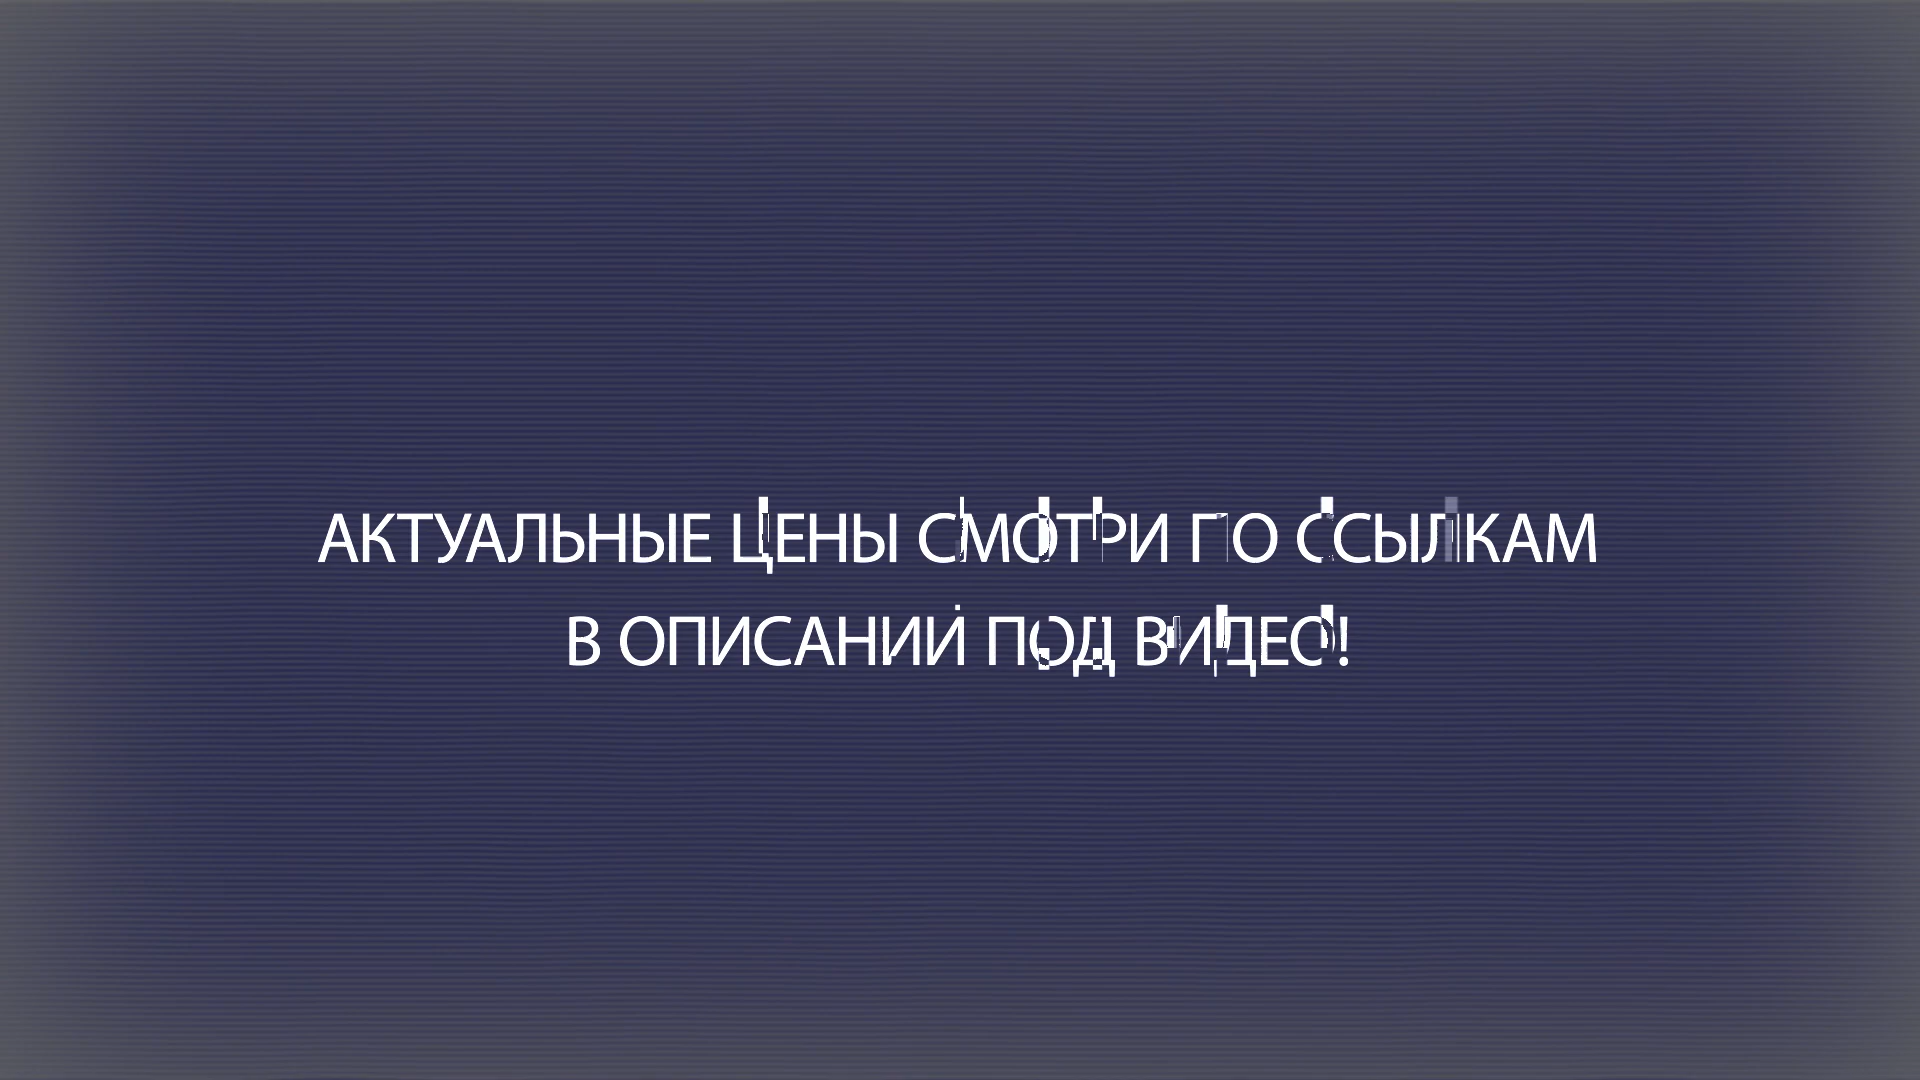 АКТУАЛЬНЫЕ ЦЕНЫ СМОТРИ ПО ССЫЛКАМ
В ОПИСАНИИ ПОД ВИДЕО!